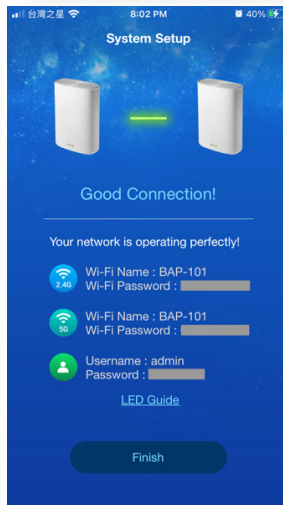 台灣之星 8:02 PM 40%
System Setup
Good Connection!
Your network is operating perfectly!
Wi-Fi Name : BAP-101
2.4G Wi-Fi Password :
Wi-Fi Name : BAP-101
5G Wi-Fi Password :
Username : admin
Password :
LED Guide
Finish